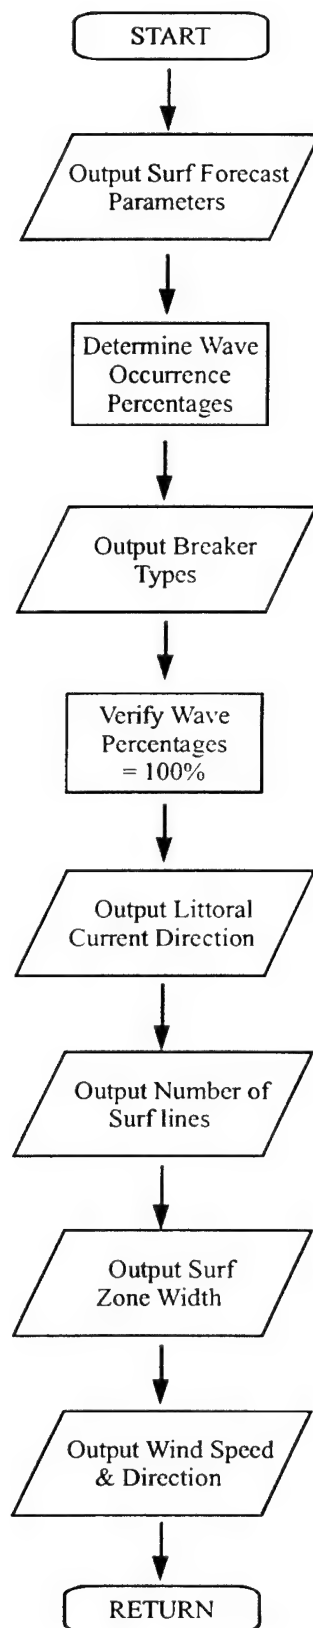 START
Output Surf Forecast
Parameters
Determine Wave
Occurrence
Percentages
Output Breaker
Types
Verify Wave
Percentages
= 100%
Output Littoral
Current Direction
Output Number of
Surf lines
Output Surf
Zone Width
Output Wind Speed
& Direction
RETURN